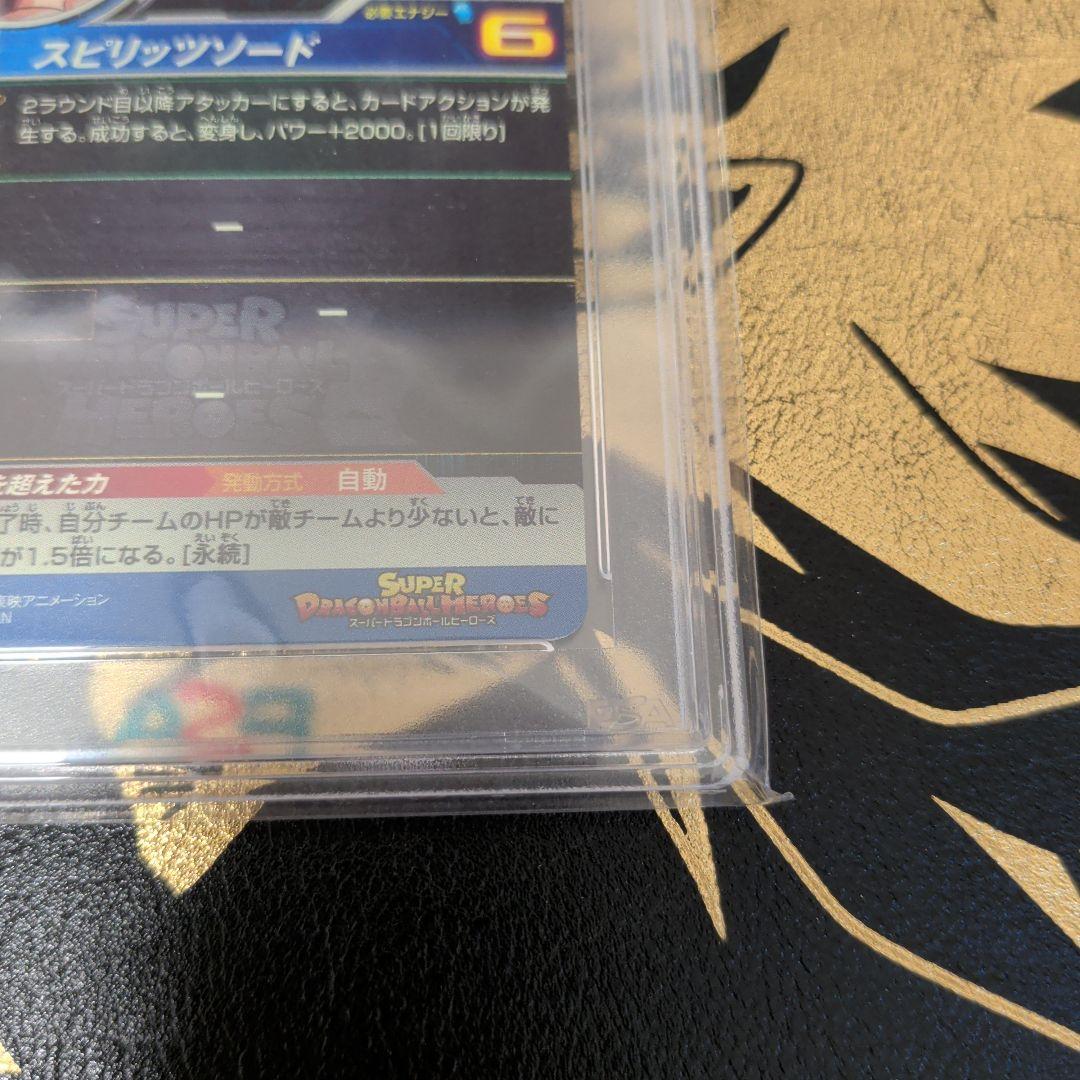 必要エナジー 6
スピリッツソード
2ラウンド目以降アタッカーにすると、カードアクションが発
生する。成功すると、変身し、パワー+2000。[1回限り]
-
SUPER
-
DRAGON BALL
スーパードラゴンボールヒーローズ
-
HEROES
を超えた力 発動方式 自動
了時、自分チームのHPが敵チームより少ないと、敵に
が1.5倍になる。[永続]
東映アニメーション
N
SUPER
DRAGONBALL HEROES
スーパードラゴンボールヒーローズ
PSA